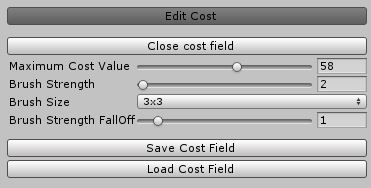 Edit Cost
Close cost field
Maximum Cost Value 58
Brush Strength 2
Brush Size 3x3
Brush Strength FallOff 1
Save Cost Field
Load Cost Field